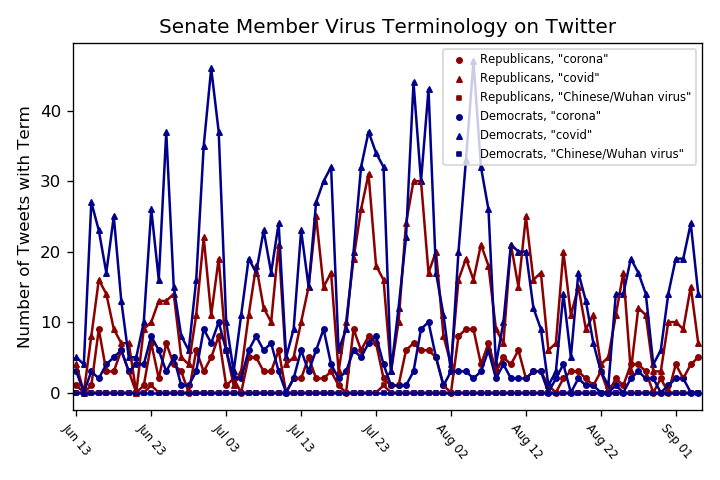 Senate Member Virus Terminology on Twitter
Number of Tweets with Term
40
30
20
10
0
Republicans, "corona"
Republicans, "covid"
Republicans, "Chinese/Wuhan virus"
Democrats, "corona"
Democrats, "covid"
Democrats, "Chinese/Wuhan virus"
Jun 13
Jun 23
Jul 03
Jul 13
Jul 23
Aug 02
Aug 12
Aug 22
Sep 01